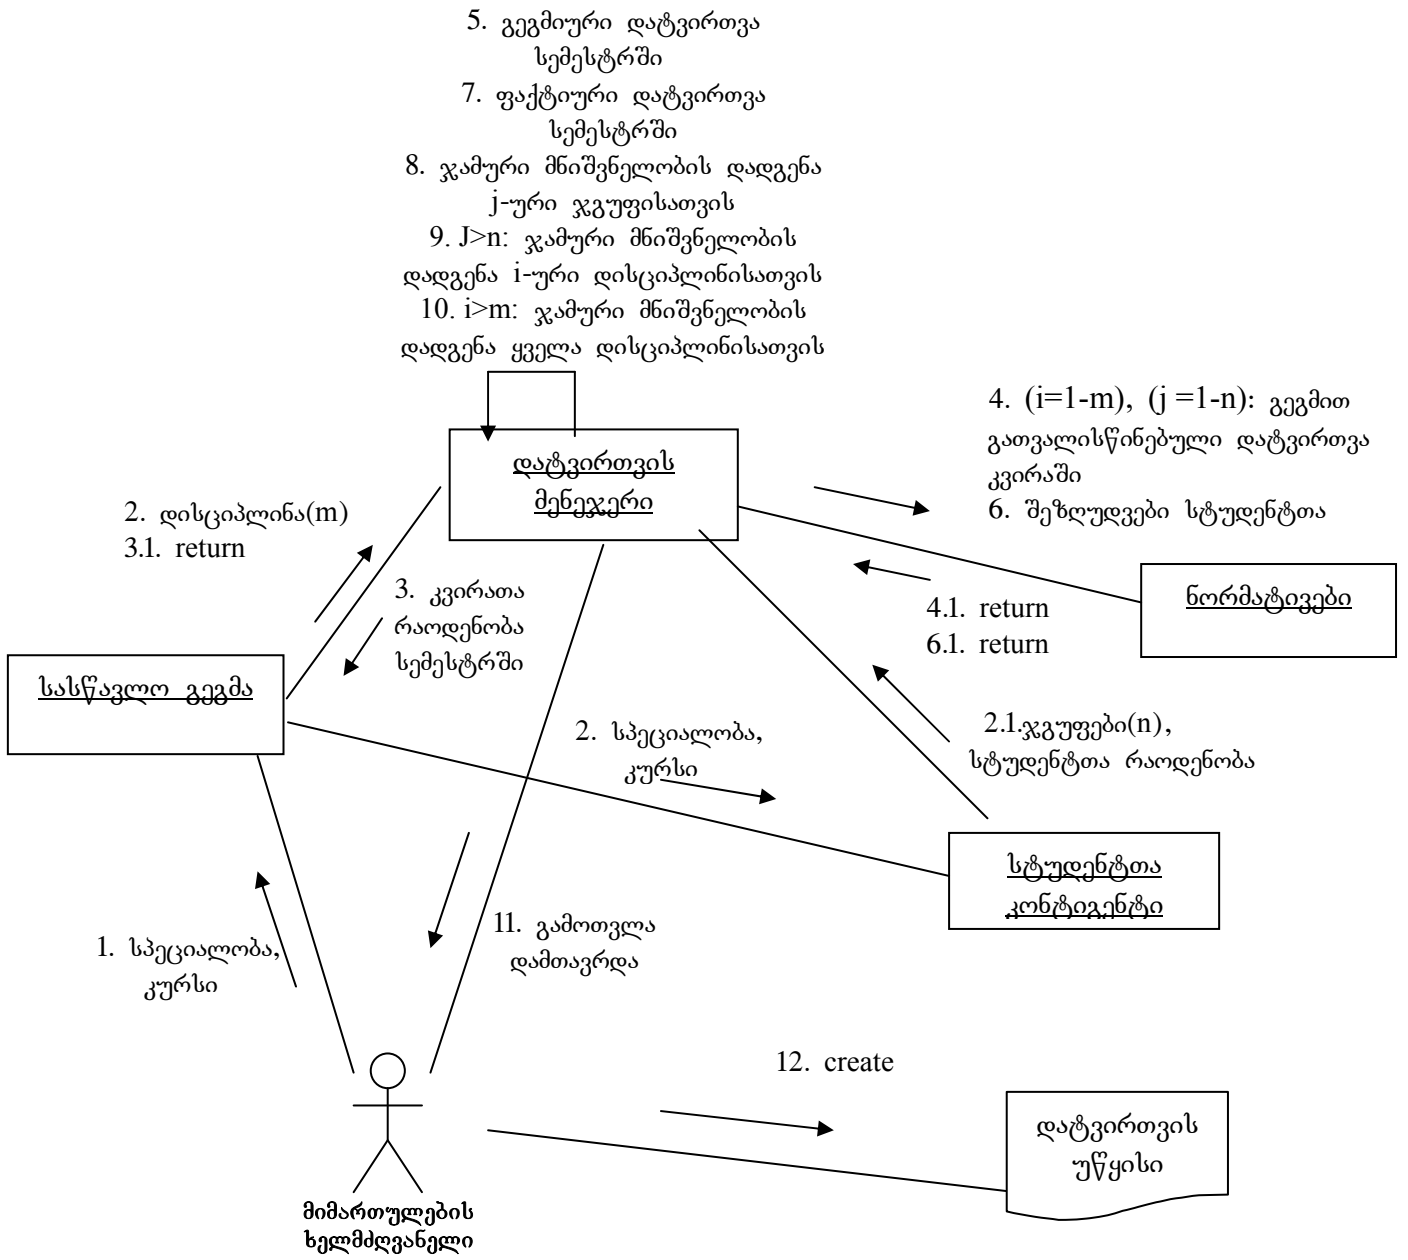 5. გეგმიური დატვირთვა
სემესტრში
7. ფაქტიური დატვირთვა
სემესტრში
8. ჯამური მნიშვნელობის დადგენა
j-ური ჯგუფისათვის
9. J>n: ჯამური მნიშვნელობის
დადგენა i-ური დისციპლინისათვის
10. i>m: ჯამური მნიშვნელობის
დადგენა ყველა დისციპლინისათვის
4. (i=1-m), (j =1-n): გეგმით
გათვალისწინებული დატვირთვა
კვირაში
6. შეზღუდვები სტუდენტთა
დატვირთვის
მენეჯერი
2. დისციპლინა(m)
3.1. return
3. კვირათა
რაოდენობა
სემესტრში
ნორმატივები
4.1. return
6.1. return
სასწავლო გეგმა
2. სპეციალობა,
კურსი
2.1.ჯგუფები(n),
სტუდენტთა რაოდენობა
სტუდენტთა
კონტიგენტი
1. სპეციალობა,
კურსი
11. გამოთვლა
დამთავრდა
12. create
დატვირთვის
უწყისი
მიმართულების
ხელმძღვანელი